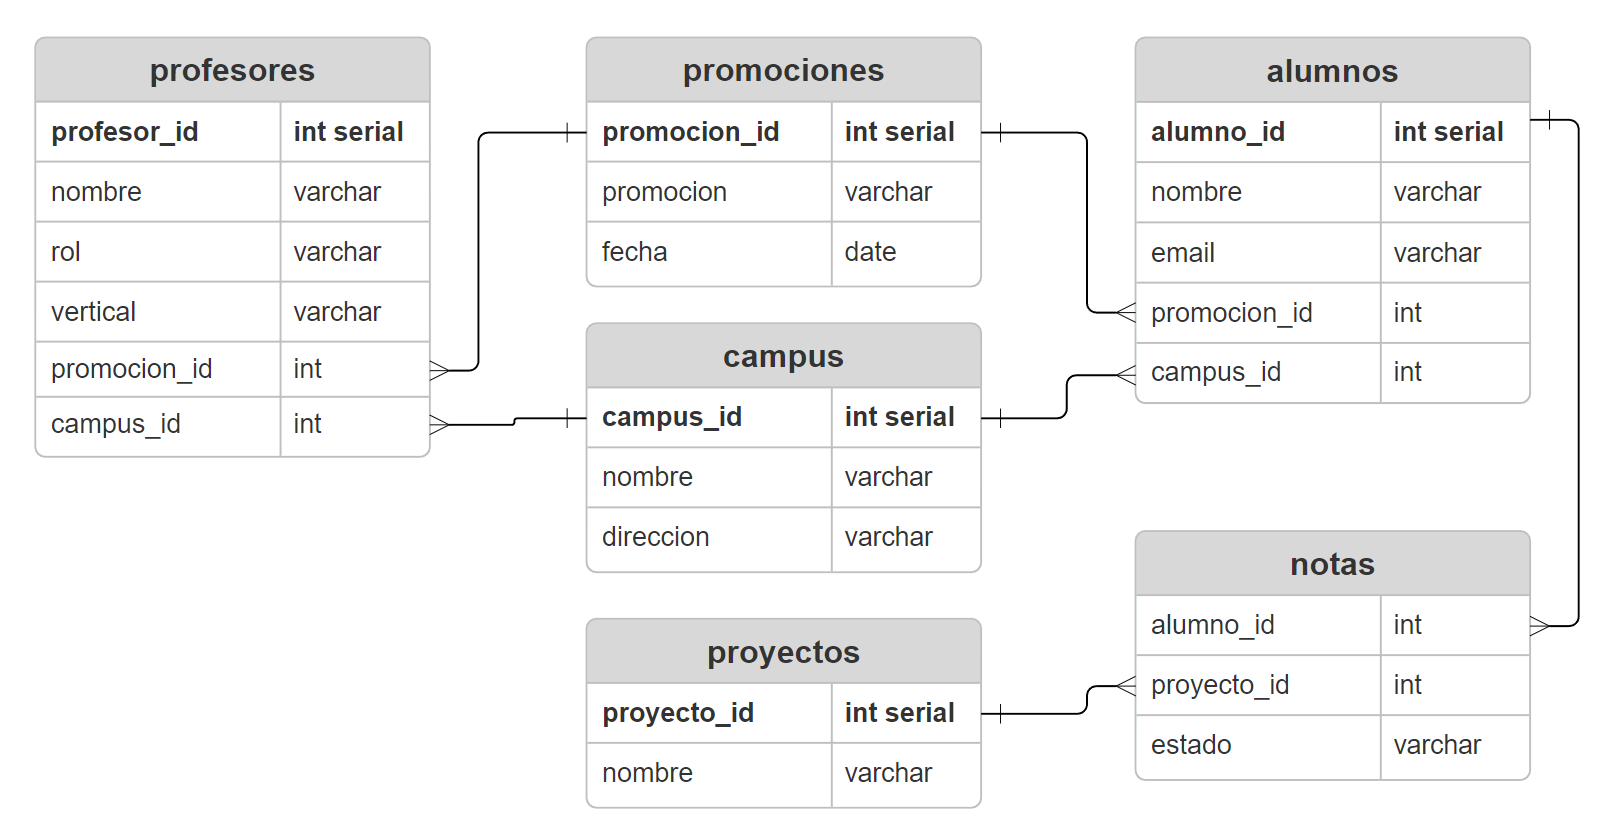 profesores
profesor_id int serial
nombre varchar
rol varchar
vertical varchar
promocion_id int
campus_id int
promociones
promocion_id int serial
promocion varchar
fecha date
campus
campus_id int serial
nombre varchar
direccion varchar
proyectos
proyecto_id int serial
nombre varchar
alumnos
alumno_id int serial
nombre varchar
email varchar
promocion_id int
campus_id int
notas
alumno_id int
proyecto_id int
estado varchar